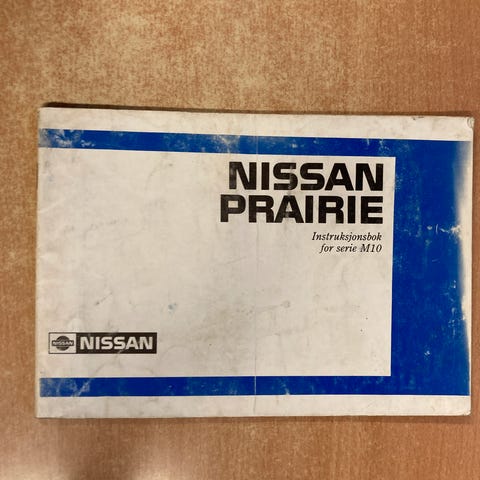 NISSAN
PRAIRIE
Instruksjonsbok
for serie M10
NISSAN NISSAN